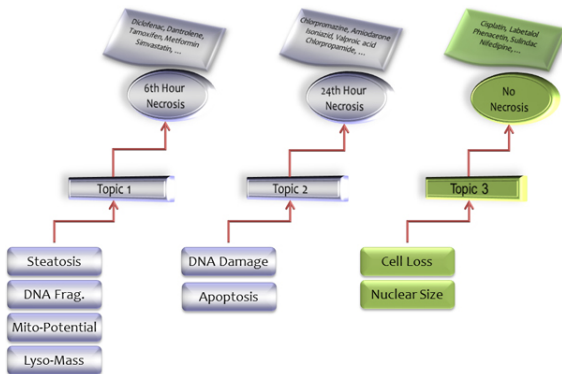 Diclofenac, Dantrolene,
Tamoxifen, Metformin
Simvastatin, ...
Chlorpromazine, Amiodarone
Isoniazid, Valproic acid
Chlorpropamide, ...
Cisplatin, Labetalol
Phenacetin, Sulindac
Nifedipine, ...
6th Hour
Necrosis
24th Hour
Necrosis
No
Necrosis
Topic 1
Topic 2
Topic 3
Steatosis
DNA Frag.
Mito-Potential
Lyso-Mass
DNA Damage
Apoptosis
Cell Loss
Nuclear Size